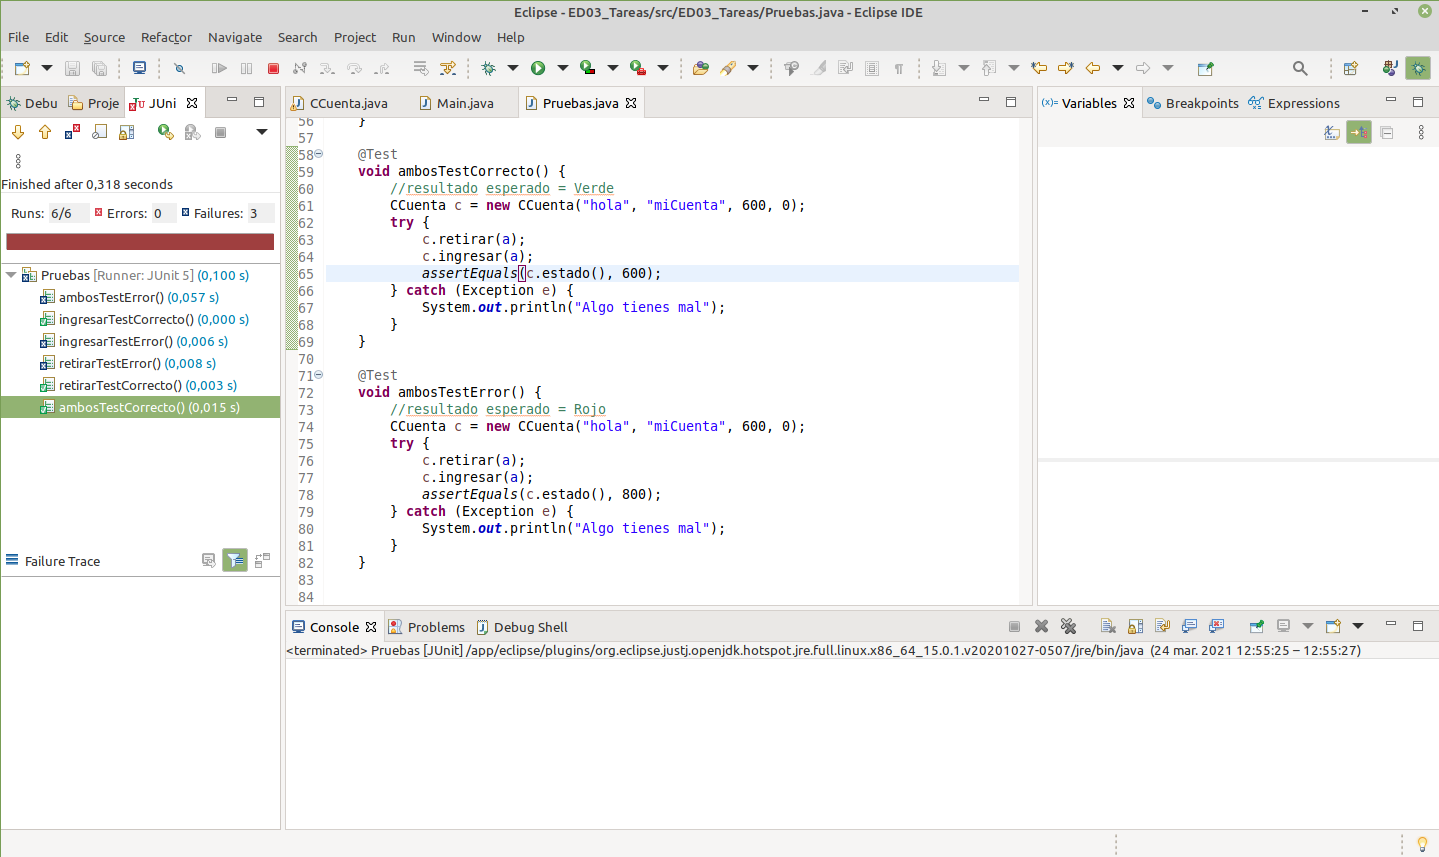 Eclipse - ED03_Tareas/src/ED03_Tareas/Pruebas.java - Eclipse IDE
File Edit Source Refactor Navigate Search Project Run Window Help
Debu Proje JUni
Finished after 0,318 seconds
Runs: 6/6 Errors: 0 Failures: 3
Pruebas [Runner: JUnit 5] (0,100 s)
ambosTestError() (0,057 s)
ingresarTestCorrecto() (0,000 s)
ingresarTestError() (0,006 s)
retirarTestError() (0,008 s)
retirarTestCorrecto() (0,003 s)
ambosTestCorrecto() (0,015 s)
Failure Trace
CCuenta.java Main.java Pruebas.java
56 }
57
58 @Test
59 void ambosTestCorrecto() {
60 //resultado esperado = Verde
61 CCuenta c = new CCuenta("hola", "miCuenta", 600, 0);
62 try {
63 c.retirar(a);
64 c.ingresar(a);
65 assertEquals(c.estado(), 600);
66 } catch (Exception e) {
67 System.out.println("Algo tienes mal");
68 }
69 }
70
71 @Test
72 void ambosTestError() {
73 //resultado esperado = Rojo
74 CCuenta c = new CCuenta("hola", "miCuenta", 600, 0);
75 try {
76 c.retirar(a);
77 c.ingresar(a);
78 assertEquals(c.estado(), 800);
79 } catch (Exception e) {
80 System.out.println("Algo tienes mal");
81 }
82 }
83
84
Variables Breakpoints Expressions
Console Problems Debug Shell
<terminated> Pruebas [JUnit] /app/eclipse/plugins/org.eclipse.justj.openjdk.hotspot.jre.full.linux.x86_64_15.0.1.v20201027-0507/jre/bin/java (24 mar. 2021 12:55:25 – 12:55:27)